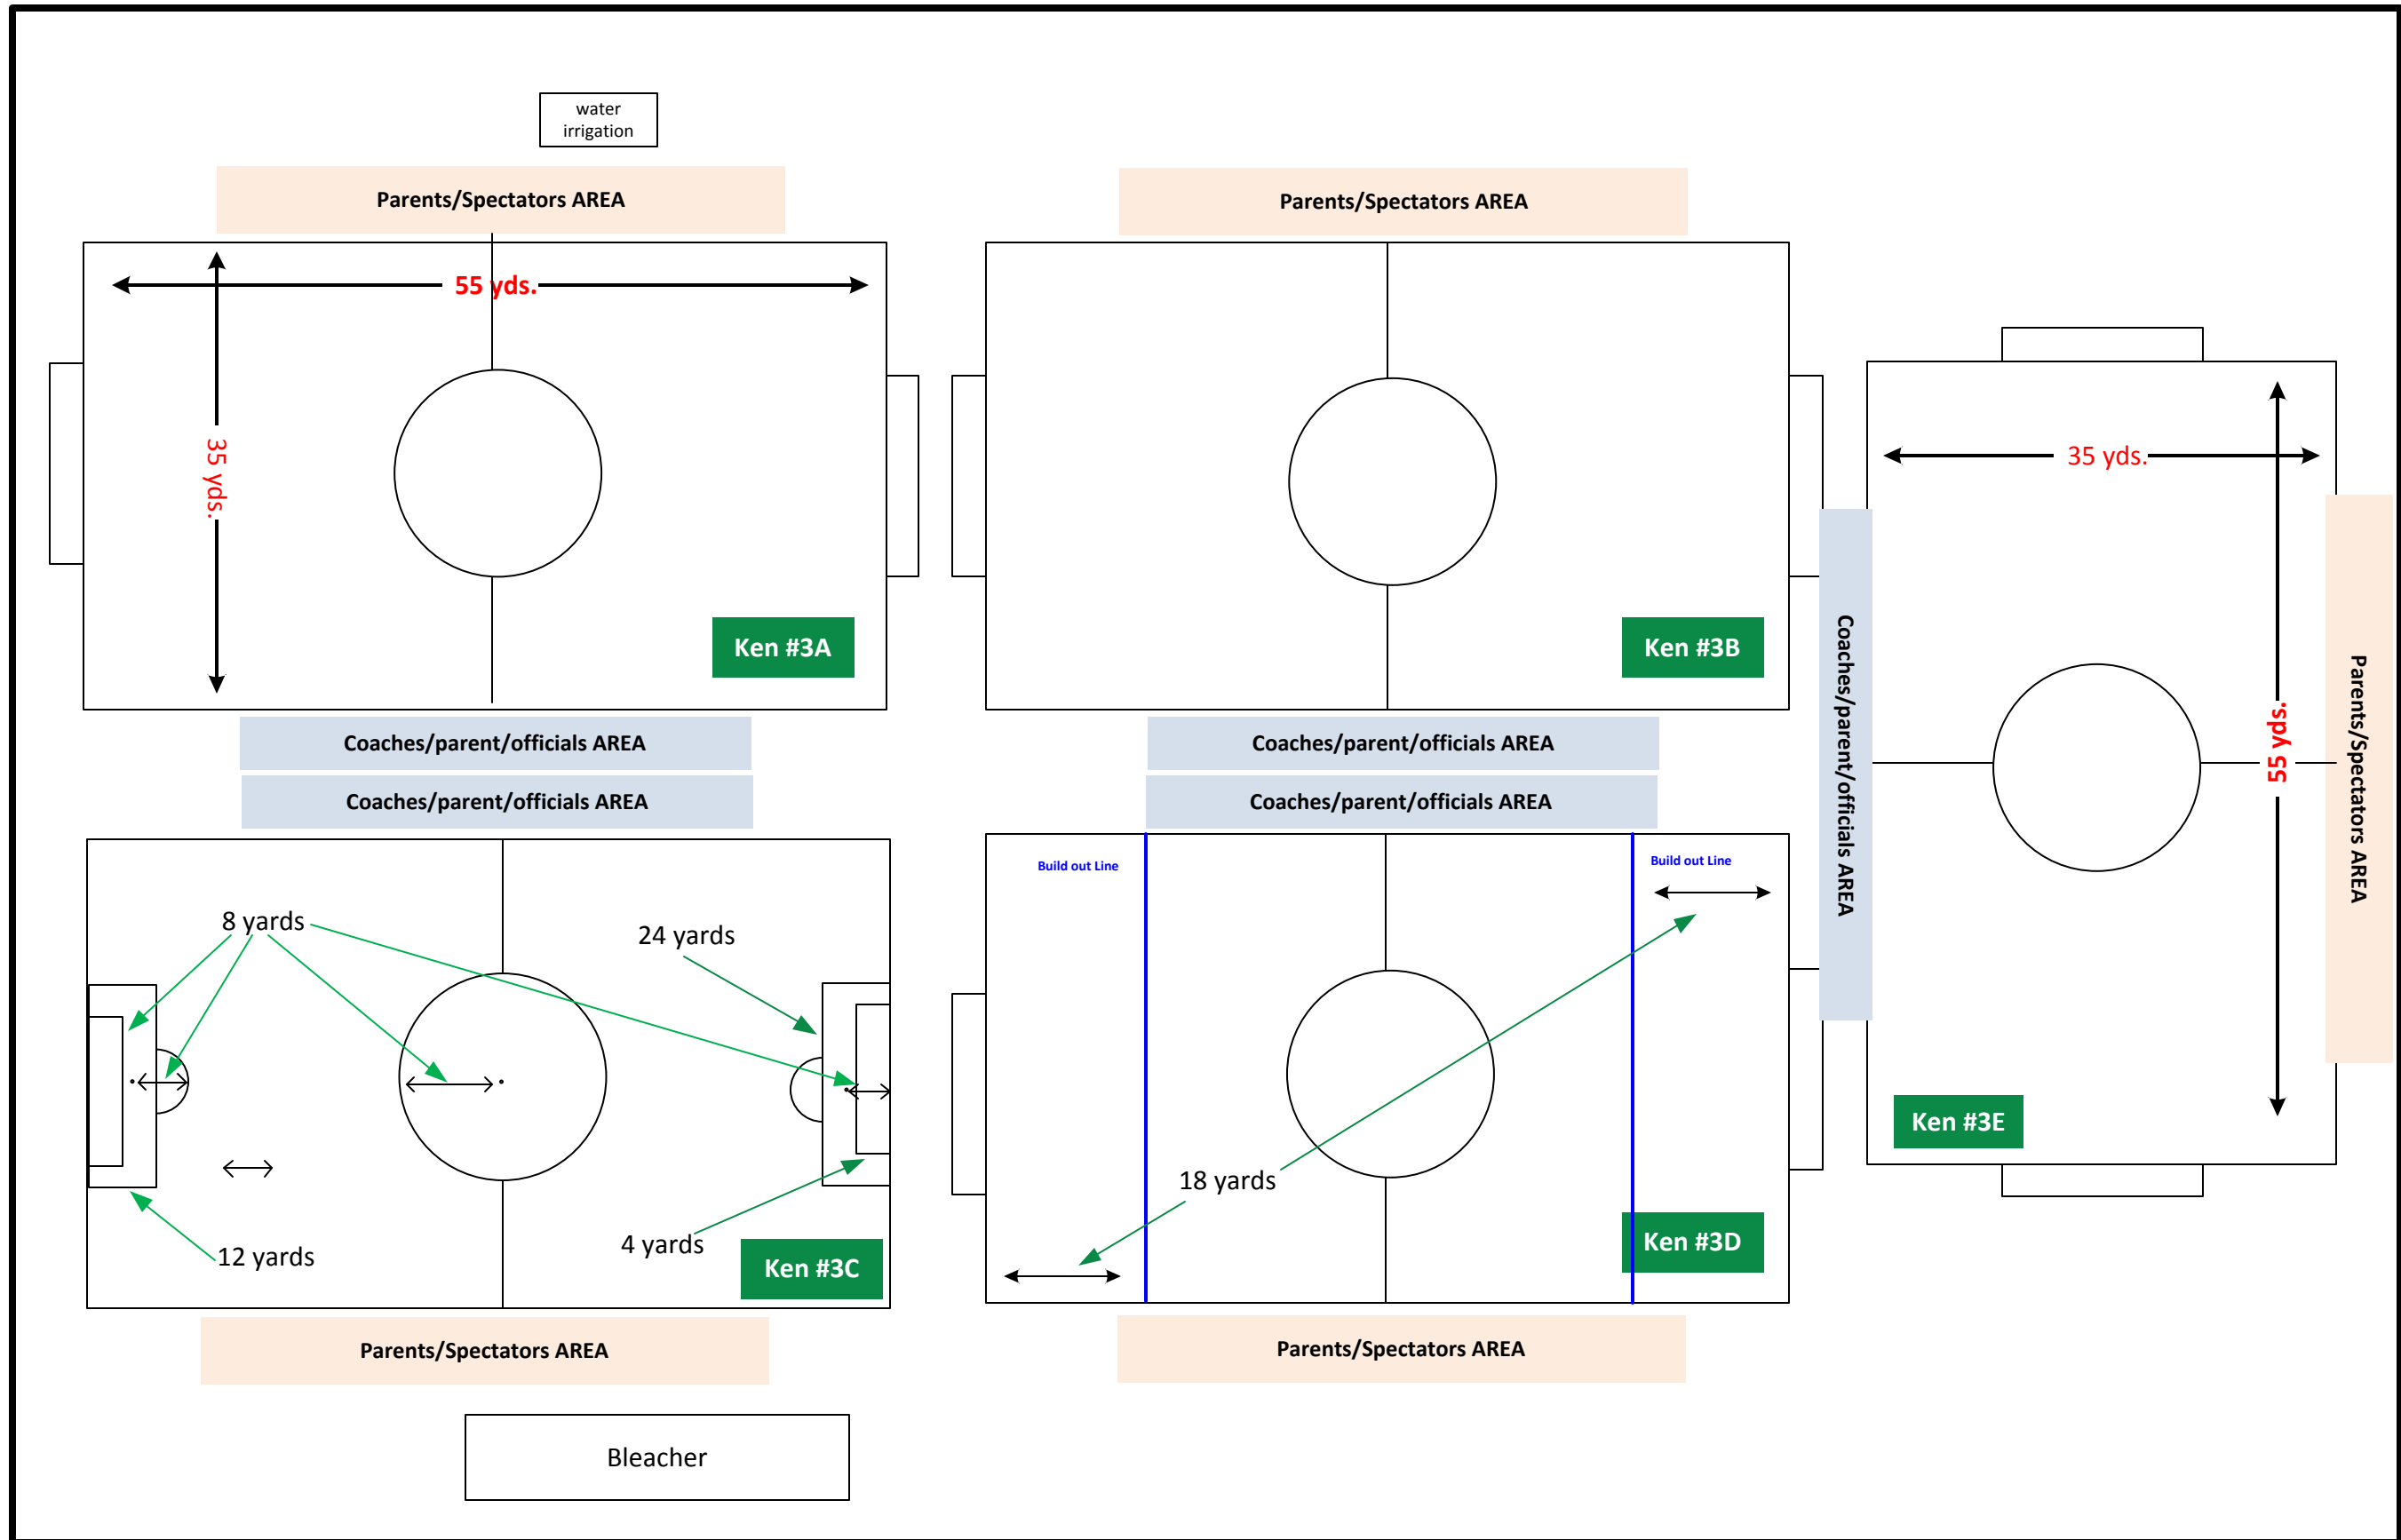 water
irrigation
Parents/Spectators AREA
Parents/Spectators AREA
55 yds.
35 yds.
35 yds.
Ken #3A
Ken #3B
Coaches/parent/officials AREA
Parents/Spectators AREA
55 yds.
Coaches/parent/officials AREA
Coaches/parent/officials AREA
Coaches/parent/officials AREA
Coaches/parent/officials AREA
Build out Line
Build out Line
8 yards
24 yards
Ken #3E
18 yards
12 yards
4 yards
Ken #3C
Ken #3D
Parents/Spectators AREA
Parents/Spectators AREA
Bleacher